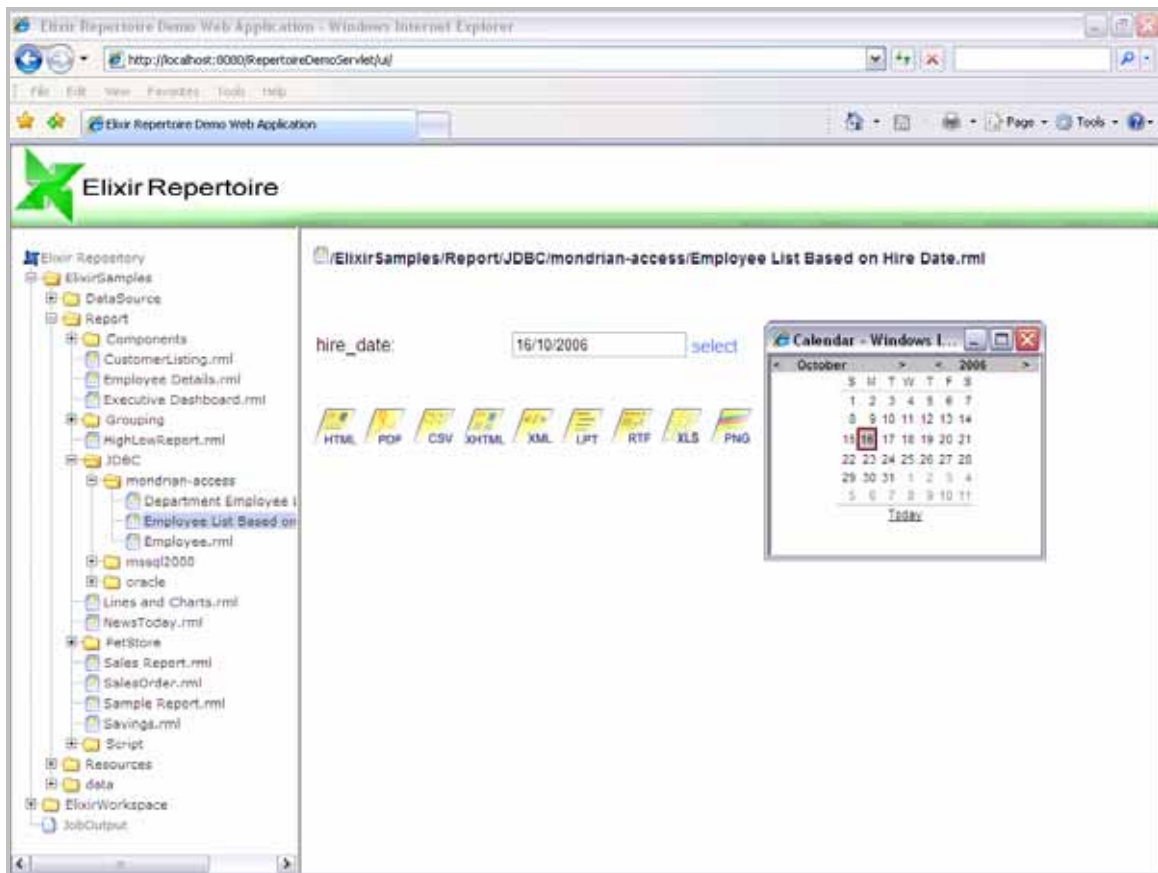 Elixir Repertoire Demo Web Application - Windows Internet Explorer
http://localhost:8080/RepertoireDemoServlet/ui/
File Edit View Favorites Tools Help
Elixir Repertoire Demo Web Application
Page Tools
Elixir Repertoire
Elixir Repository
ElixirSamples
DataSource
Report
Components
CustomerListing.rml
Employee Details.rml
Executive Dashboard.rml
Grouping
HighLowReport.rml
JDBC
mondrian-access
Department Employee L
Employee List Based on
Employee.rml
mssql2000
oracle
Lines and Charts.rml
NewsToday.rml
PetStore
Sales Report.rml
SalesOrder.rml
Sample Report.rml
Savings.rml
Script
Resources
data
ElixirWorkspace
JobOutput
/ElixirSamples/Report/JDBC/mondrian-access/Employee List Based on Hire Date.rml
hire_date: 16/10/2006 select
HTML PDF CSV XHTML XML LPT RTF XLS PNG
Calendar - Windows I...
< October > < 2006 >
S M T W T F S
1 2 3 4 5 6 7
8 9 10 11 12 13 14
15 16 17 18 19 20 21
22 23 24 25 26 27 28
29 30 31 1 2 3 4
5 6 7 8 9 10 11
Today